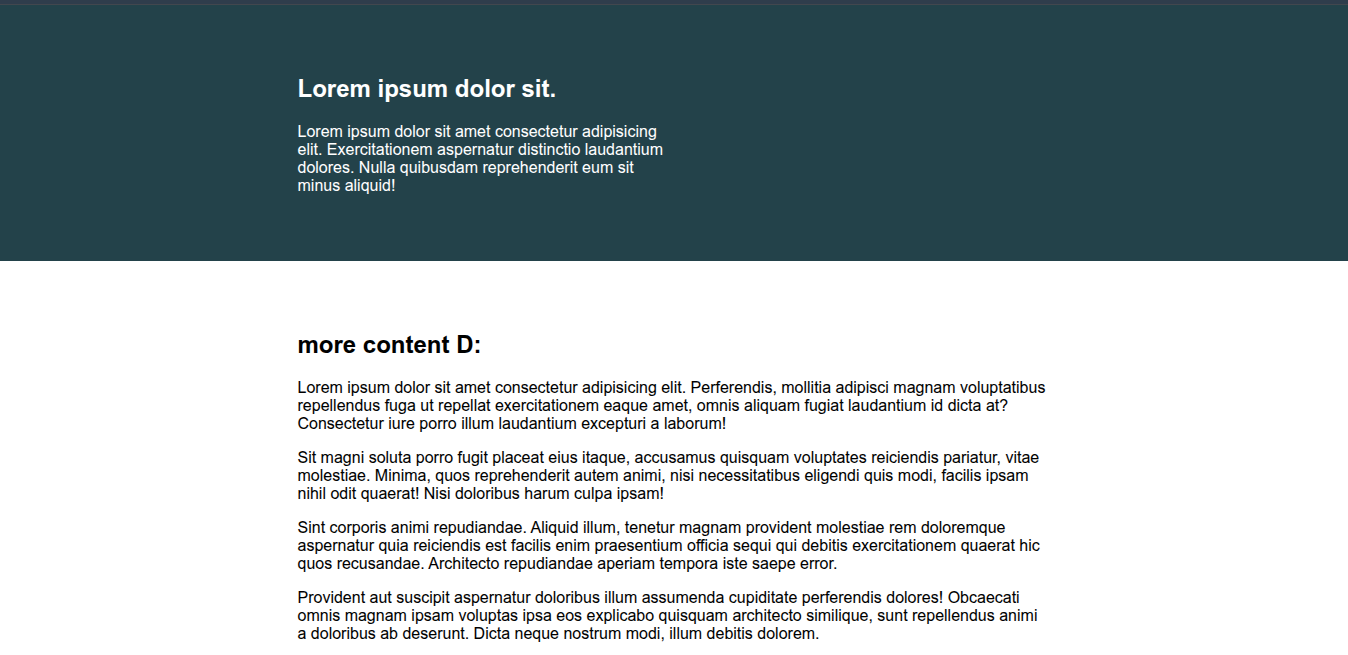 Lorem ipsum dolor sit.
Lorem ipsum dolor sit amet consectetur adipisicing
elit. Exercitationem aspernatur distinctio laudantium
dolores. Nulla quibusdam reprehenderit eum sit
minus aliquid!
more content D:
Lorem ipsum dolor sit amet consectetur adipisicing elit. Perferendis, mollitia adipisci magnam voluptatibus
repellendus fuga ut repellat exercitationem eaque amet, omnis aliquam fugiat laudantium id dicta at?
Consectetur iure porro illum laudantium excepturi a laborum!
Sit magni soluta porro fugit placeat eius itaque, accusamus quisquam voluptates reiciendis pariatur, vitae
molestiae. Minima, quos reprehenderit autem animi, nisi necessitatibus eligendi quis modi, facilis ipsam
nihil odit quaerat! Nisi doloribus harum culpa ipsam!
Sint corporis animi repudiandae. Aliquid illum, tenetur magnam provident molestiae rem doloremque
aspernatur quia reiciendis est facilis enim praesentium officia sequi qui debitis exercitationem quaerat hic
quos recusandae. Architecto repudiandae aperiam tempora iste saepe error.
Provident aut suscipit aspernatur doloribus illum assumenda cupiditate perferendis dolores! Obcaecati
omnis magnam ipsam voluptas ipsa eos explicabo quisquam architecto similique, sunt repellendus animi
a doloribus ab deserunt. Dicta neque nostrum modi, illum debitis dolorem.